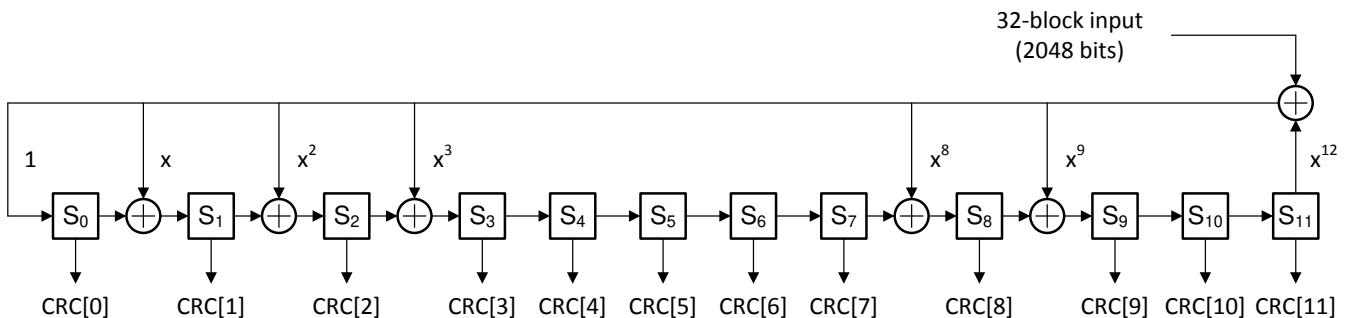 32-block input
(2048 bits)
1 x x² x³ x⁸ x⁹ x¹²
S₀ S₁ S₂ S₃ S₄ S₅ S₆ S₇ S₈ S₉ S₁₀ S₁₁
CRC[0] CRC[1] CRC[2] CRC[3] CRC[4] CRC[5] CRC[6] CRC[7] CRC[8] CRC[9] CRC[10] CRC[11]